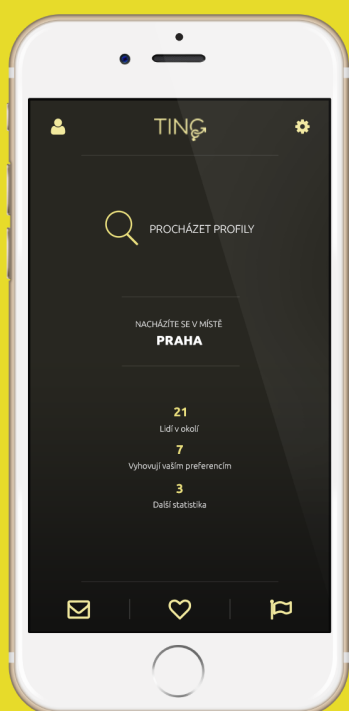 TING
PROCHÁZET PROFILY
NACHÁZÍTE SE V MÍSTĚ
PRAHA
21
Lidí v okolí
7
Vyhovují vašim preferencím
3
Další statistika